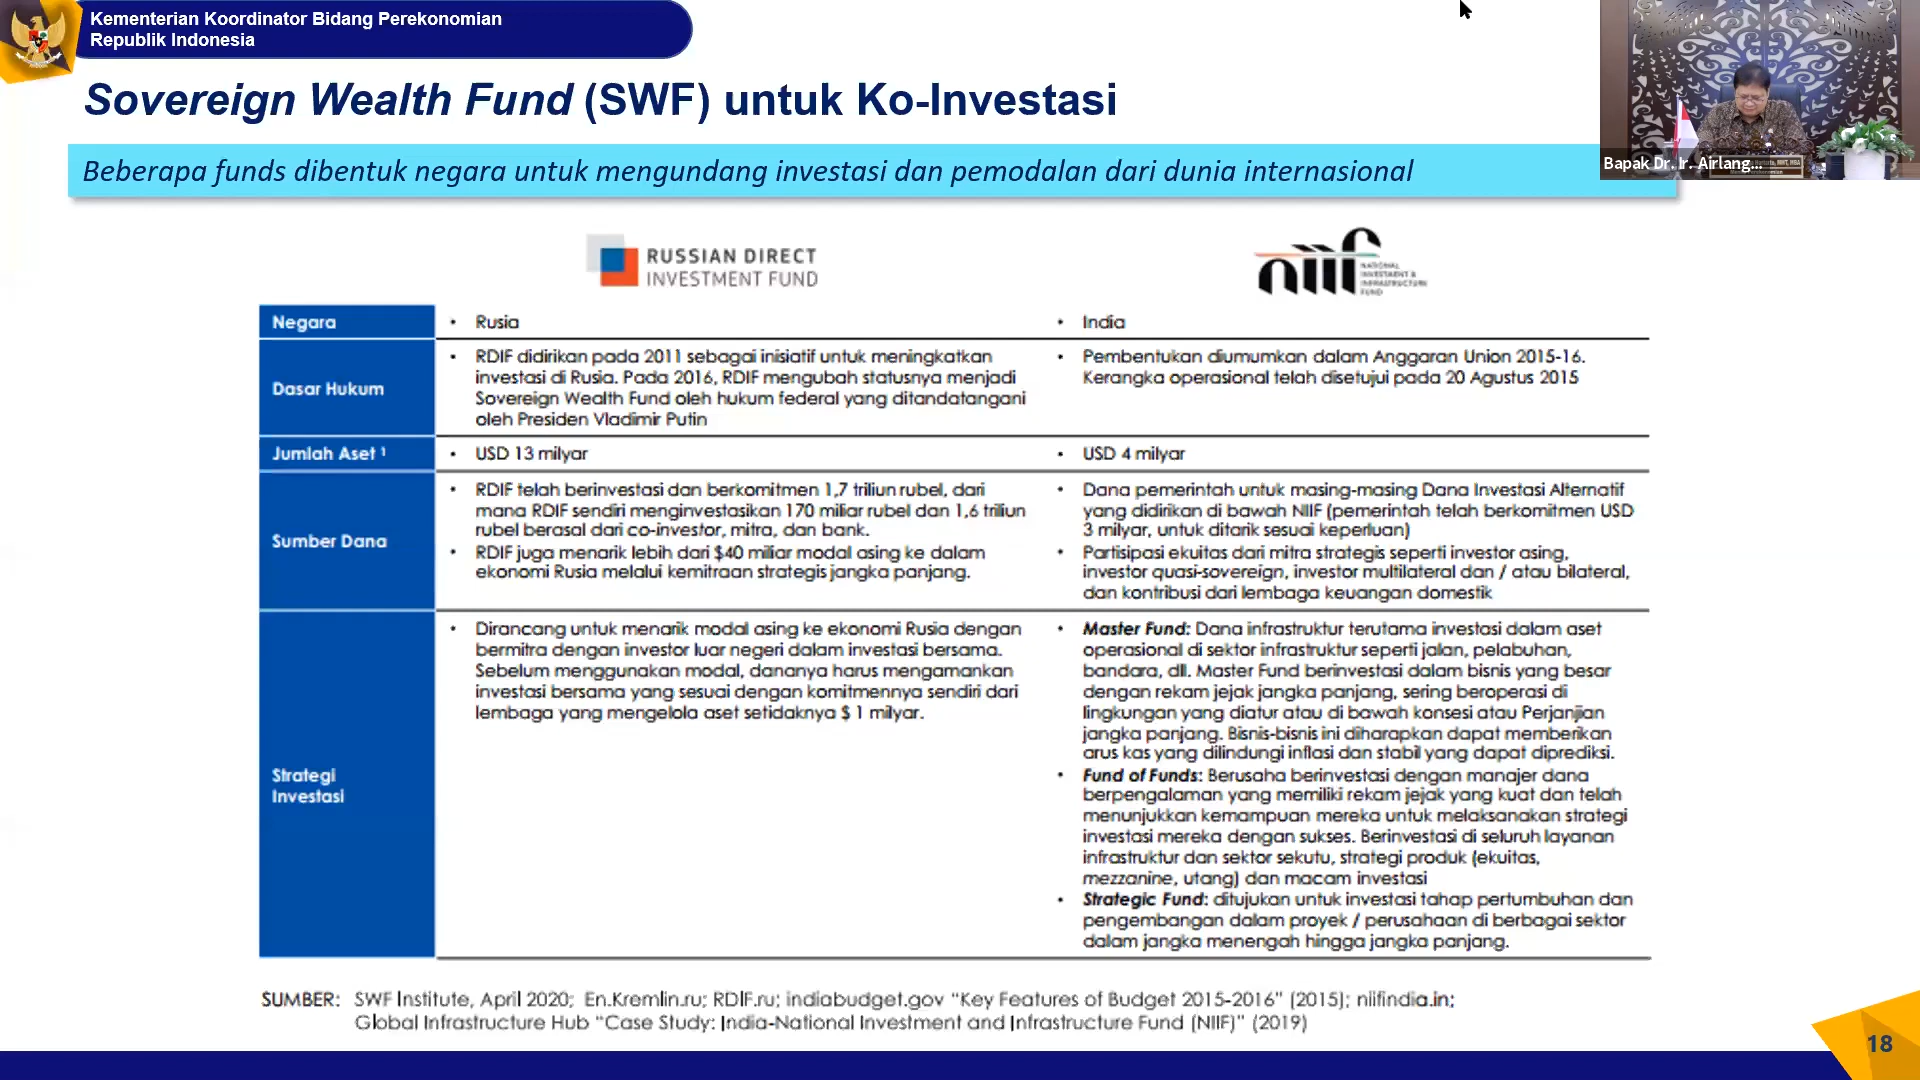 Kementerian Koordinator Bidang Perekonomian
Republik Indonesia
Sovereign Wealth Fund (SWF) untuk Ko-Investasi
Beberapa funds dibentuk negara untuk mengundang investasi dan pemodalan dari dunia internasional
Bapak Dr. Ir. Airlang...
RUSSIAN DIRECT
INVESTMENT FUND
niif
NATIONAL
INVESTMENT &
INFRASTRUCTURE
FUND
Negara
• Rusia
• India
Dasar Hukum
• RDIF didirikan pada 2011 sebagai inisiatif untuk meningkatkan
investasi di Rusia. Pada 2016, RDIF mengubah statusnya menjadi
Sovereign Wealth Fund oleh hukum federal yang ditandatangani
oleh Presiden Vladimir Putin
• Pembentukan diumumkan dalam Anggaran Union 2015-16.
Kerangka operasional telah disetujui pada 20 Agustus 2015
Jumlah Aset ¹
• USD 13 milyar
• USD 4 milyar
Sumber Dana
• RDIF telah berinvestasi dan berkomitmen 1,7 triliun rubel, dari
mana RDIF sendiri menginvestasikan 170 miliar rubel dan 1,6 triliun
rubel berasal dari co-investor, mitra, dan bank.
• RDIF juga menarik lebih dari $40 miliar modal asing ke dalam
ekonomi Rusia melalui kemitraan strategis jangka panjang.
• Dana pemerintah untuk masing-masing Dana Investasi Alternatif
yang didirikan di bawah NIIF (pemerintah telah berkomitmen USD
3 milyar, untuk ditarik sesuai keperluan)
• Partisipasi ekuitas dari mitra strategis seperti investor asing,
investor quasi-sovereign, investor multilateral dan / atau bilateral,
dan kontribusi dari lembaga keuangan domestik
Strategi
Investasi
• Dirancang untuk menarik modal asing ke ekonomi Rusia dengan
bermitra dengan investor luar negeri dalam investasi bersama.
Sebelum menggunakan modal, dananya harus mengamankan
investasi bersama yang sesuai dengan komitmennya sendiri dari
lembaga yang mengelola aset setidaknya $ 1 milyar.
• Master Fund: Dana infrastruktur terutama investasi dalam aset
operasional di sektor infrastruktur seperti jalan, pelabuhan,
bandara, dll. Master Fund berinvestasi dalam bisnis yang besar
dengan rekam jejak jangka panjang, sering beroperasi di
lingkungan yang diatur atau di bawah konsesi atau Perjanjian
jangka panjang. Bisnis-bisnis ini diharapkan dapat memberikan
arus kas yang dilindungi inflasi dan stabil yang dapat diprediksi.
• Fund of Funds: Berusaha berinvestasi dengan manajer dana
berpengalaman yang memiliki rekam jejak yang kuat dan telah
menunjukkan kemampuan mereka untuk melaksanakan strategi
investasi mereka dengan sukses. Berinvestasi di seluruh layanan
infrastruktur dan sektor sekutu, strategi produk (ekuitas,
mezzanine, utang) dan macam investasi
• Strategic Fund: ditujukan untuk investasi tahap pertumbuhan dan
pengembangan dalam proyek / perusahaan di berbagai sektor
dalam jangka menengah hingga jangka panjang.
SUMBER: SWF Institute, April 2020; En.Kremlin.ru; RDIF.ru; indiabudget.gov “Key Features of Budget 2015-2016” (2015); niifindia.in;
Global Infrastructure Hub “Case Study: India-National Investment and Infrastructure Fund (NIIF)” (2019)
18